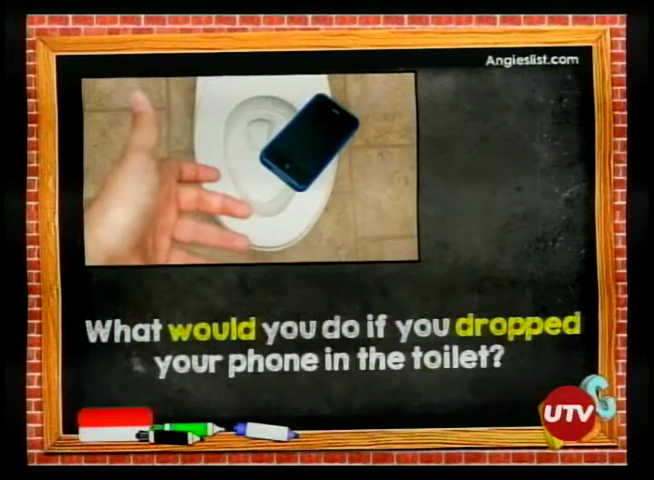 Angieslist.com
What would you do if you dropped
your phone in the toilet?
UTV